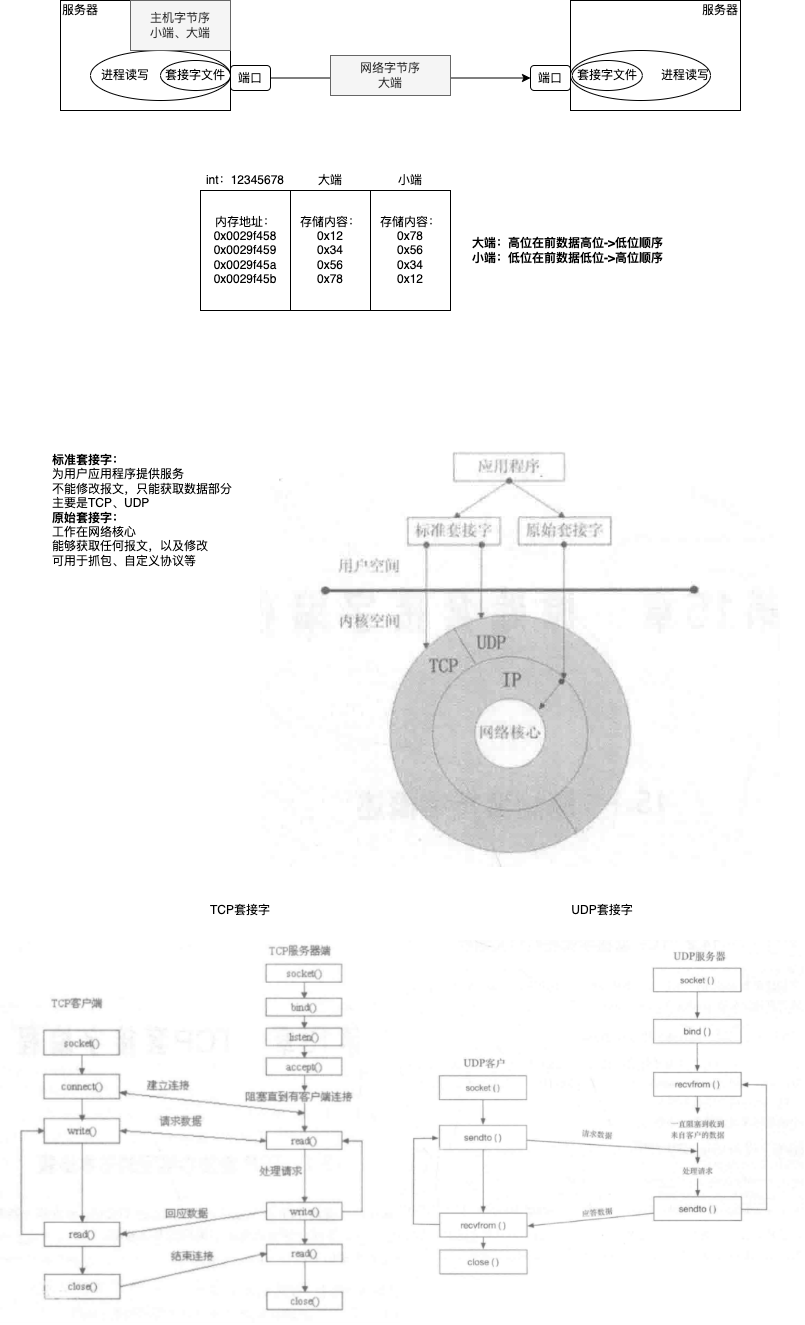 服务器
主机字节序
小端、大端
进程读写
套接字文件
端口
网络字节序
大端
端口
套接字文件
进程读写
服务器
int：12345678
大端
小端
内存地址：
0x0029f458
0x0029f459
0x0029f45a
0x0029f45b
存储内容：
0x12
0x34
0x56
0x78
存储内容：
0x78
0x56
0x34
0x12
大端：高位在前数据高位->低位顺序
小端：低位在前数据低位->高位顺序
标准套接字：
为用户应用程序提供服务
不能修改报文，只能获取数据部分
主要是TCP、UDP
原始套接字：
工作在网络核心
能够获取任何报文，以及修改
可用于抓包、自定义协议等
应用程序
标准套接字
原始套接字
用户空间
内核空间
UDP
TCP
IP
网络核心
TCP套接字
TCP客户端
socket()
connect()
write()
read()
close()
TCP服务器端
socket()
bind()
listen()
accept()
阻塞直到有客户端连接
read()
处理请求
write()
read()
close()
建立连接
请求数据
回应数据
结束连接
UDP套接字
UDP客户
socket ( )
sendto ( )
recvfrom ( )
close ( )
UDP服务器
socket ( )
bind ( )
recvfrom ( )
一直阻塞到收到
来自客户的数据
处理请求
sendto ( )
请求数据
应答数据